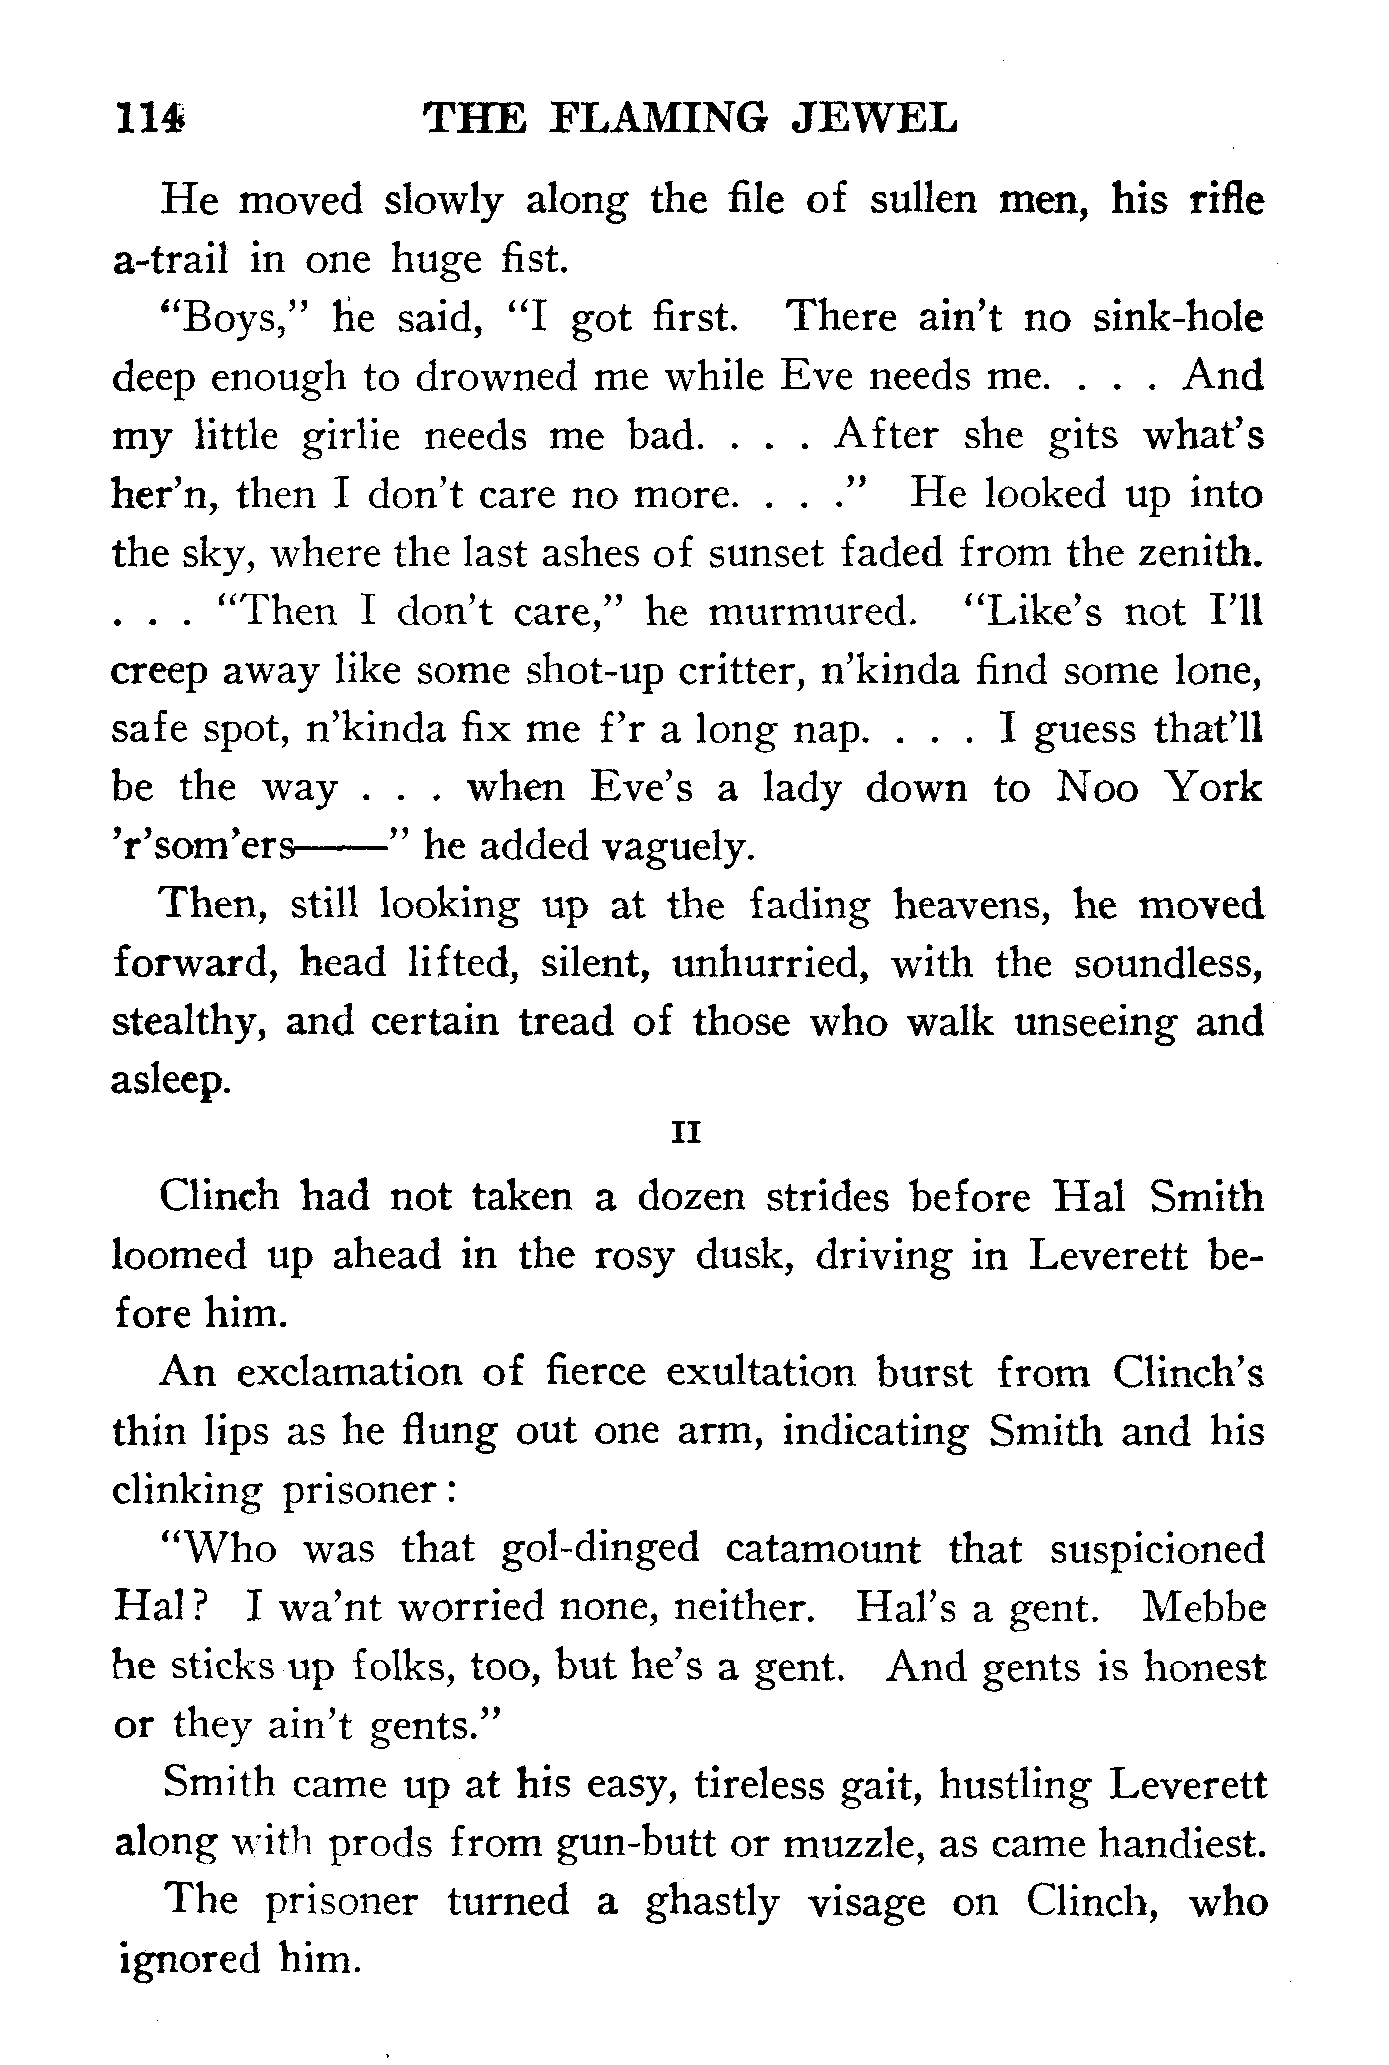 114 THE FLAMING JEWEL
He moved slowly along the file of sullen men, his rifle
a-trail in one huge fist.
“Boys,” he said, “I got first. There ain’t no sink-hole
deep enough to drowned me while Eve needs me. . . . And
my little girlie needs me bad. . . . After she gits what’s
her’n, then I don’t care no more. . . .” He looked up into
the sky, where the last ashes of sunset faded from the zenith.
. . . “Then I don’t care,” he murmured. “Like’s not I’ll
creep away like some shot-up critter, n’kinda find some lone,
safe spot, n’kinda fix me f’r a long nap. . . . I guess that’ll
be the way . . . when Eve’s a lady down to Noo York
’r’som’ers——” he added vaguely.
Then, still looking up at the fading heavens, he moved
forward, head lifted, silent, unhurried, with the soundless,
stealthy, and certain tread of those who walk unseeing and
asleep.
II
Clinch had not taken a dozen strides before Hal Smith
loomed up ahead in the rosy dusk, driving in Leverett be-
fore him.
An exclamation of fierce exultation burst from Clinch’s
thin lips as he flung out one arm, indicating Smith and his
clinking prisoner:
“Who was that gol-dinged catamount that suspicioned
Hal? I wa’nt worried none, neither. Hal’s a gent. Mebbe
he sticks up folks, too, but he’s a gent. And gents is honest
or they ain’t gents.”
Smith came up at his easy, tireless gait, hustling Leverett
along with prods from gun-butt or muzzle, as came handiest.
The prisoner turned a ghastly visage on Clinch, who
ignored him.